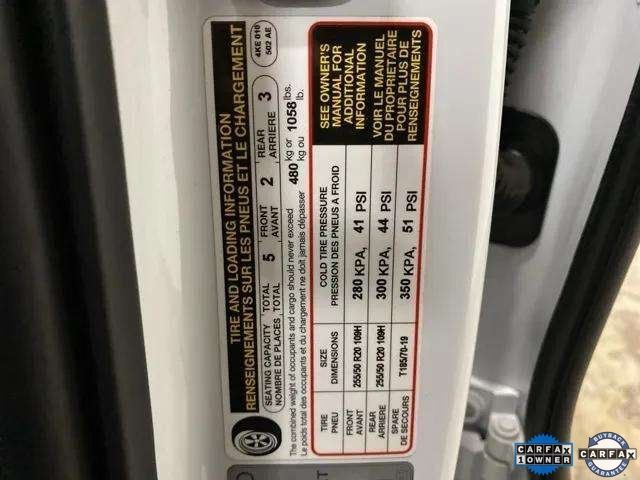 TIRE AND LOADING INFORMATION
RENSEIGNEMENTS SUR LES PNEUS ET LE CHARGEMENT
4KE 010
502 AE
SEATING CAPACITY TOTAL 5 FRONT 2 REAR 3
NOMBRE DE PLACES TOTAL AVANT ARRIERE
The combined weight of occupants and cargo should never exceed 480 kg or 1058 lbs.
Le poids total des occupants et du chargement ne doit jamais dépasser kg ou lb.
TIRE SIZE COLD TIRE PRESSURE
PNEU DIMENSIONS PRESSION DES PNEUS A FROID
FRONT
AVANT 255/50 R20 109H 280 KPA, 41 PSI
REAR
ARRIERE 255/50 R20 109H 300 KPA, 44 PSI
SPARE
DE SECOURS T185/70-19 350 KPA, 51 PSI
SEE OWNER'S
MANUAL FOR
ADDITIONAL
INFORMATION
VOIR LE MANUEL
DU PROPRIETAIRE
POUR PLUS DE
RENSEIGNEMENTS
CARFAX
1 OWNER
BUYBACK
CARFAX
GUARANTEE